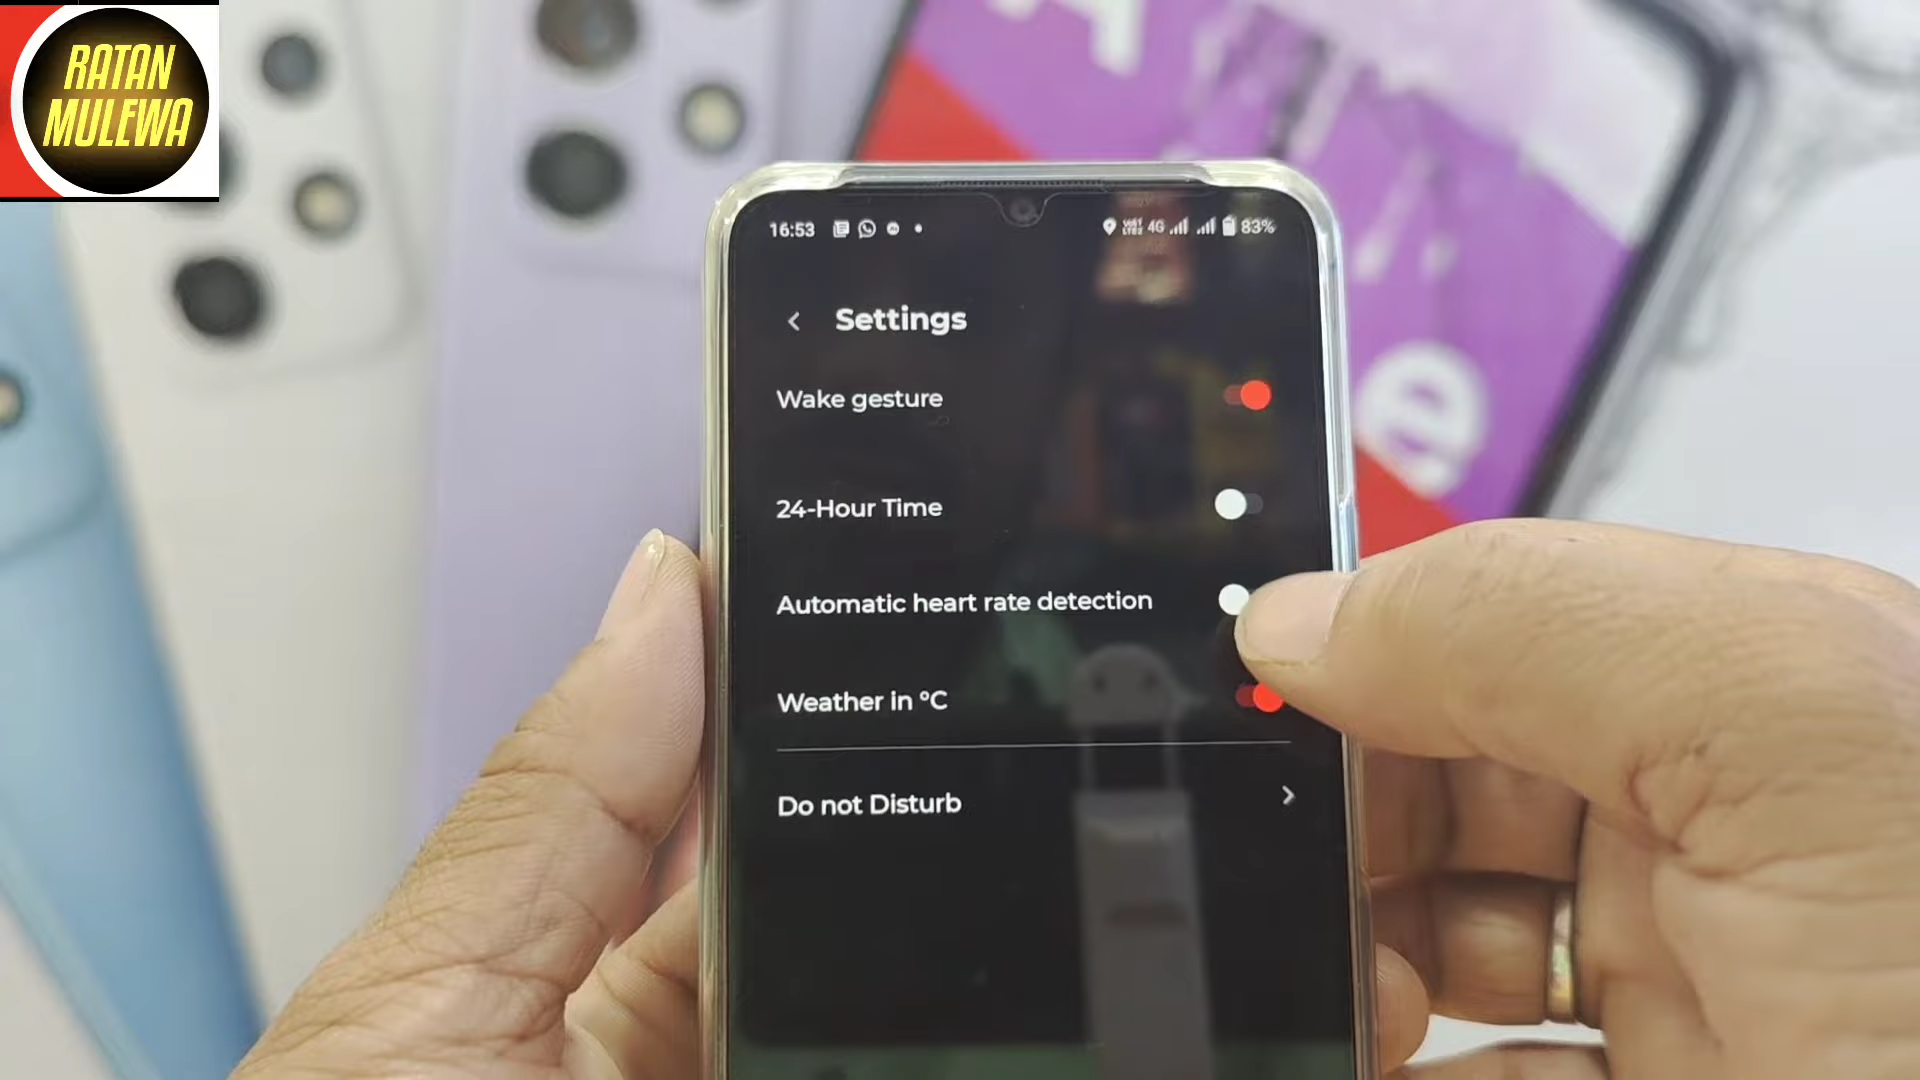 RATAN
MULEWA
16:53
4G
83%
Settings
Wake gesture
24-Hour Time
Automatic heart rate detection
Weather in °C
Do not Disturb
e